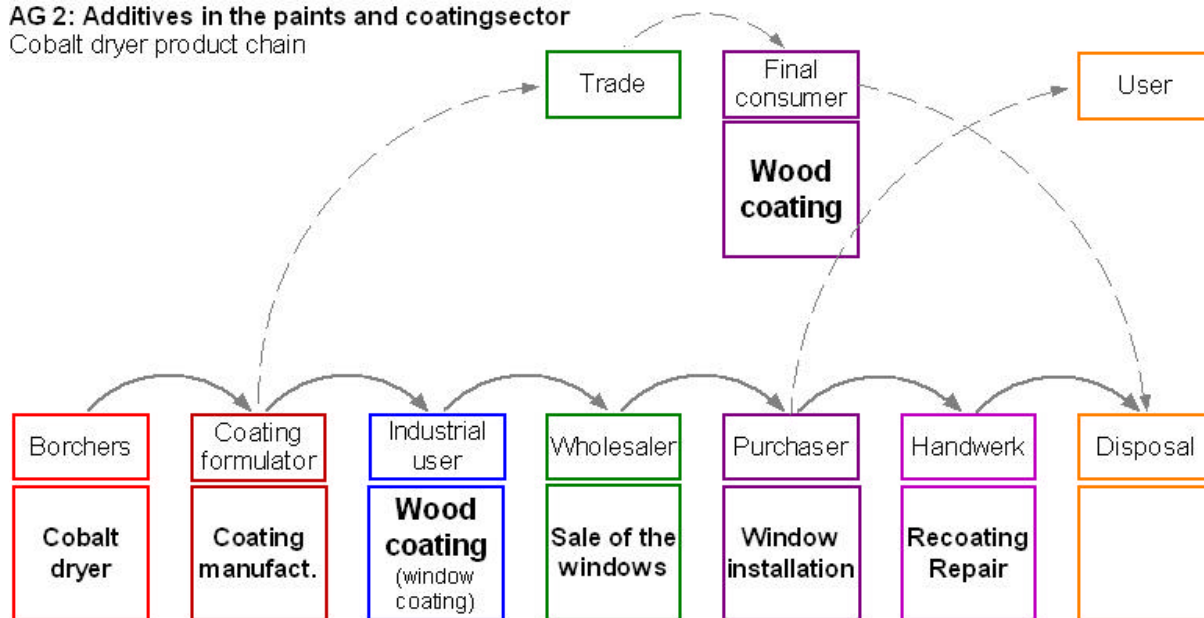 AG 2: Additives in the paints and coatingsector
Cobalt dryer product chain
Trade
Final
consumer
User
Wood
coating
Borchers
Coating
formulator
Industrial
user
Wholesaler
Purchaser
Handwerk
Disposal
Cobalt
dryer
Coating
manufact.
Wood
coating
(window
coating)
Sale of the
windows
Window
installation
Recoating
Repair